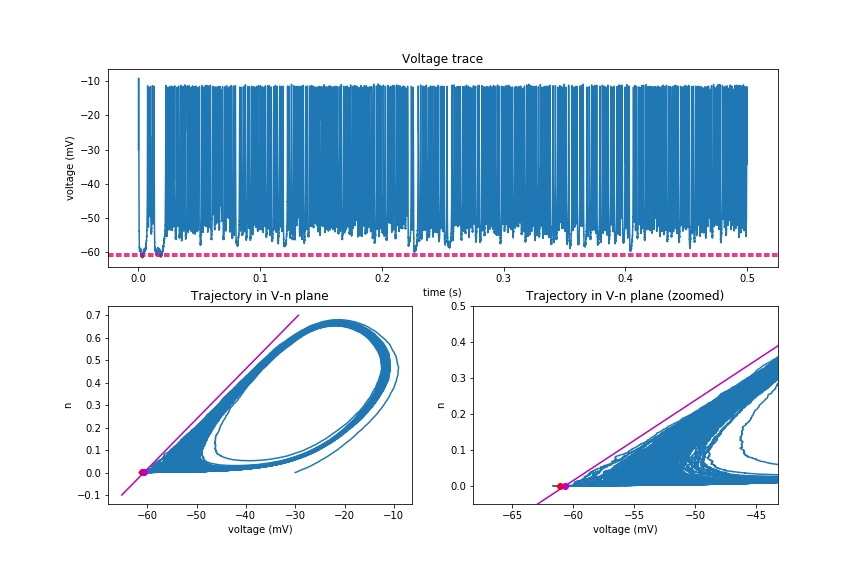 Voltage trace
−10
−20
−30
−40
−50
−60
voltage (mV)
0.0 0.1 0.2 0.3 0.4 0.5
time (s)
Trajectory in V-n plane
0.7
0.6
0.5
0.4
0.3
0.2
0.1
0.0
−0.1
n
−60 −50 −40 −30 −20 −10
voltage (mV)
Trajectory in V-n plane (zoomed)
0.5
0.4
0.3
0.2
0.1
0.0
n
−65 −60 −55 −50 −45
voltage (mV)